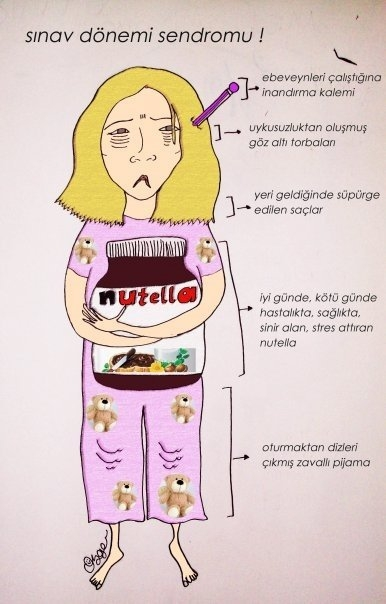 sınav dönemi sendromu !
ebeveynleri çalıştığına
inandırma kalemi
uykusuzluktan oluşmuş
göz altı torbaları
yeri geldiğinde süpürge
edilen saçlar
nutella
iyi günde, kötü günde
hastalıkta, sağlıkta,
sinir alan, stres attıran
nutella
oturmaktan dizleri
çıkmış zavallı pijama